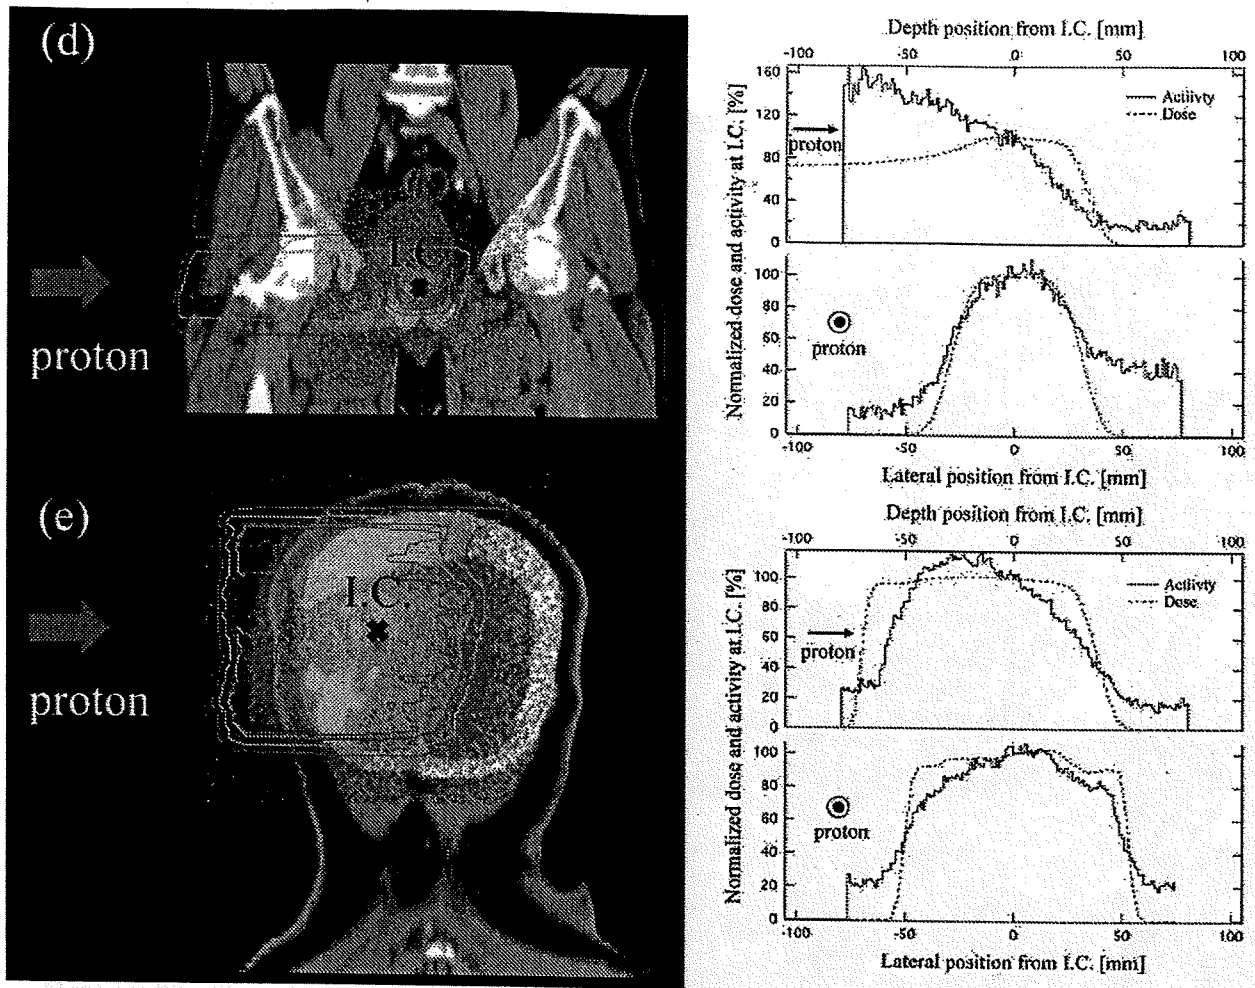 (d)
I.C.
proton
Depth position from I.C. [mm]
-100 -50 0 50 100
Normalized dose and activity at I.C. [%]
160
120
80
40
0
Activity
Dose
proton
100
80
60
40
20
0
proton
-100 -50 0 50 100
Lateral position from I.C. [mm]
(e)
I.C.
proton
Depth position from I.C. [mm]
-100 -50 0 50 100
Normalized dose and activity at I.C. [%]
100
80
60
40
20
0
Activity
Dose
proton
100
80
60
40
20
0
proton
-100 -50 0 50 100
Lateral position from I.C. [mm]